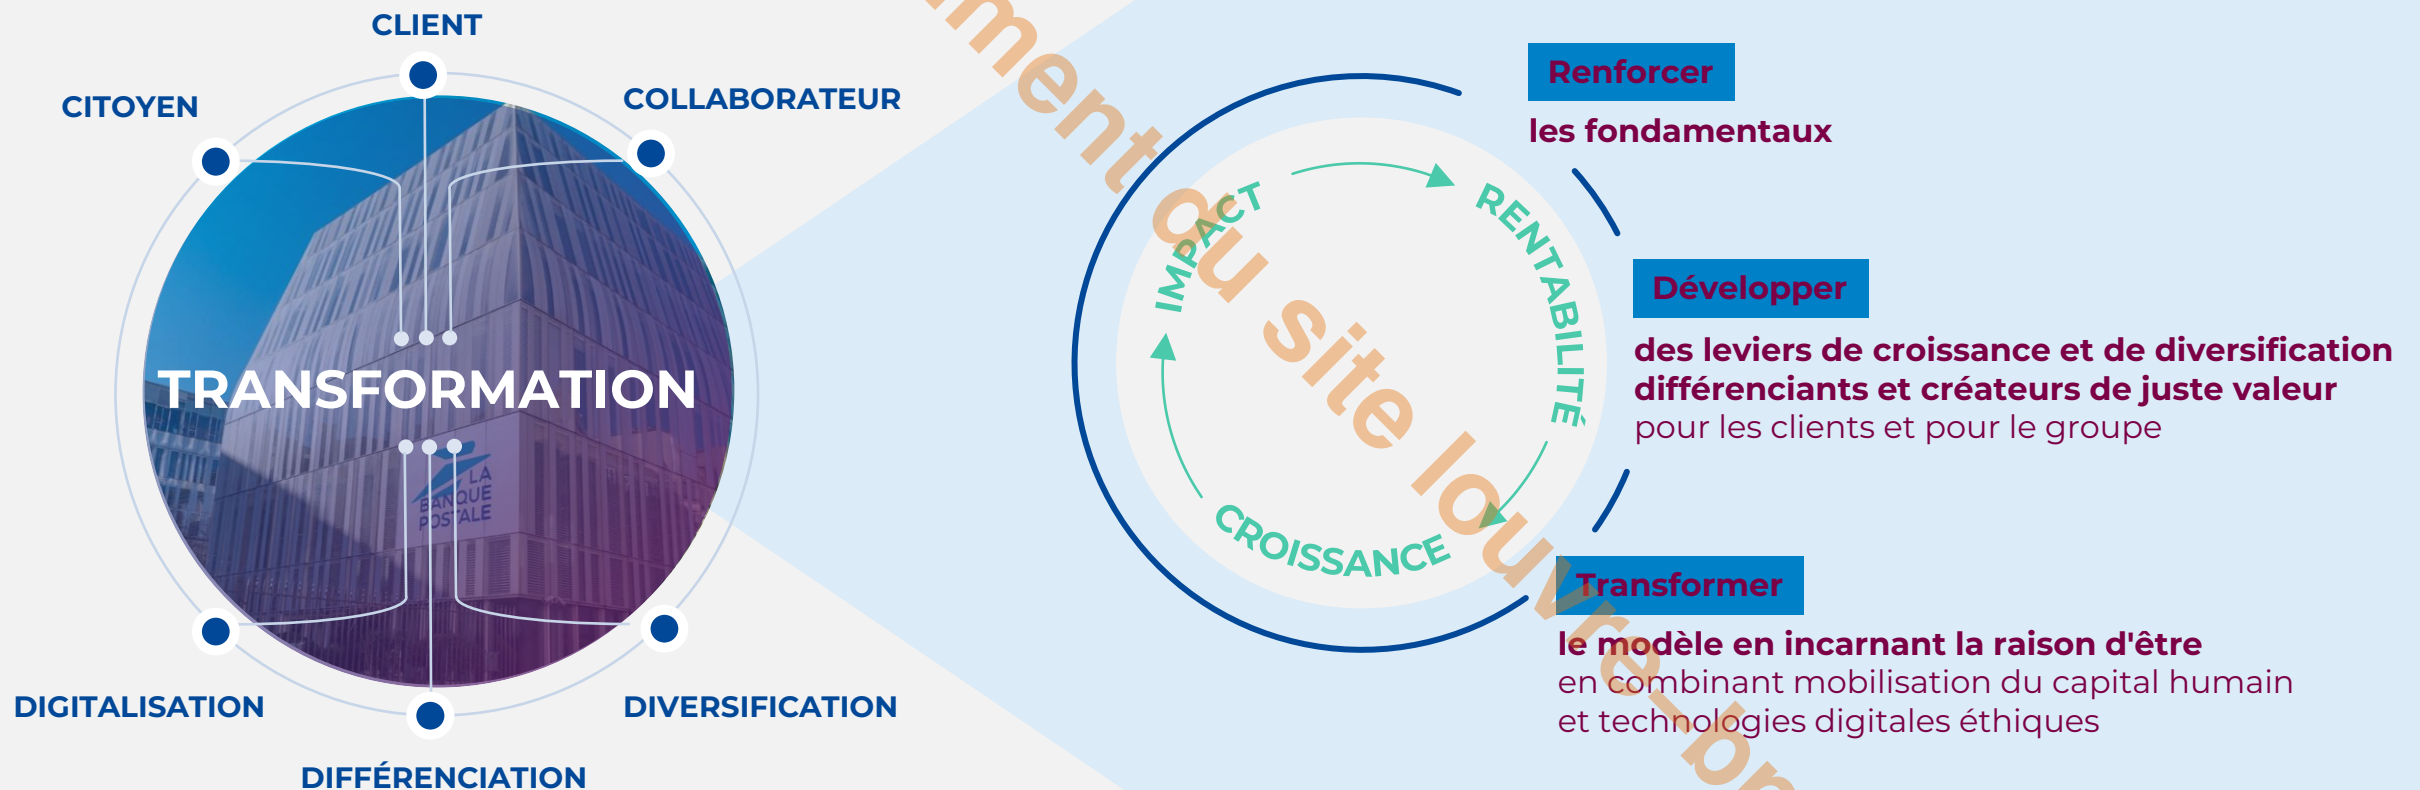 CLIENT
CITOYEN
COLLABORATEUR
TRANSFORMATION
LA
BANQUE
POSTALE
DIGITALISATION
DIVERSIFICATION
DIFFÉRENCIATION
IMPACT
RENTABILITÉ
CROISSANCE
Renforcer
les fondamentaux
Développer
des leviers de croissance et de diversification
différenciants et créateurs de juste valeur
pour les clients et pour le groupe
Transformer
le modèle en incarnant la raison d'être
en combinant mobilisation du capital humain
et technologies digitales éthiques
du site